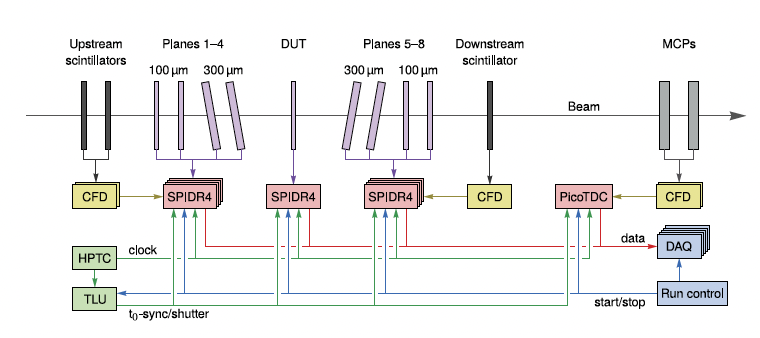 Upstream
scintillators
Planes 1–4
DUT
Planes 5–8
Downstream
scintillator
MCPs
100 μm
300 μm
300 μm
100 μm
Beam
CFD
SPIDR4
SPIDR4
SPIDR4
CFD
PicoTDC
CFD
HPTC
clock
data
DAQ
TLU
t₀-sync/shutter
start/stop
Run control